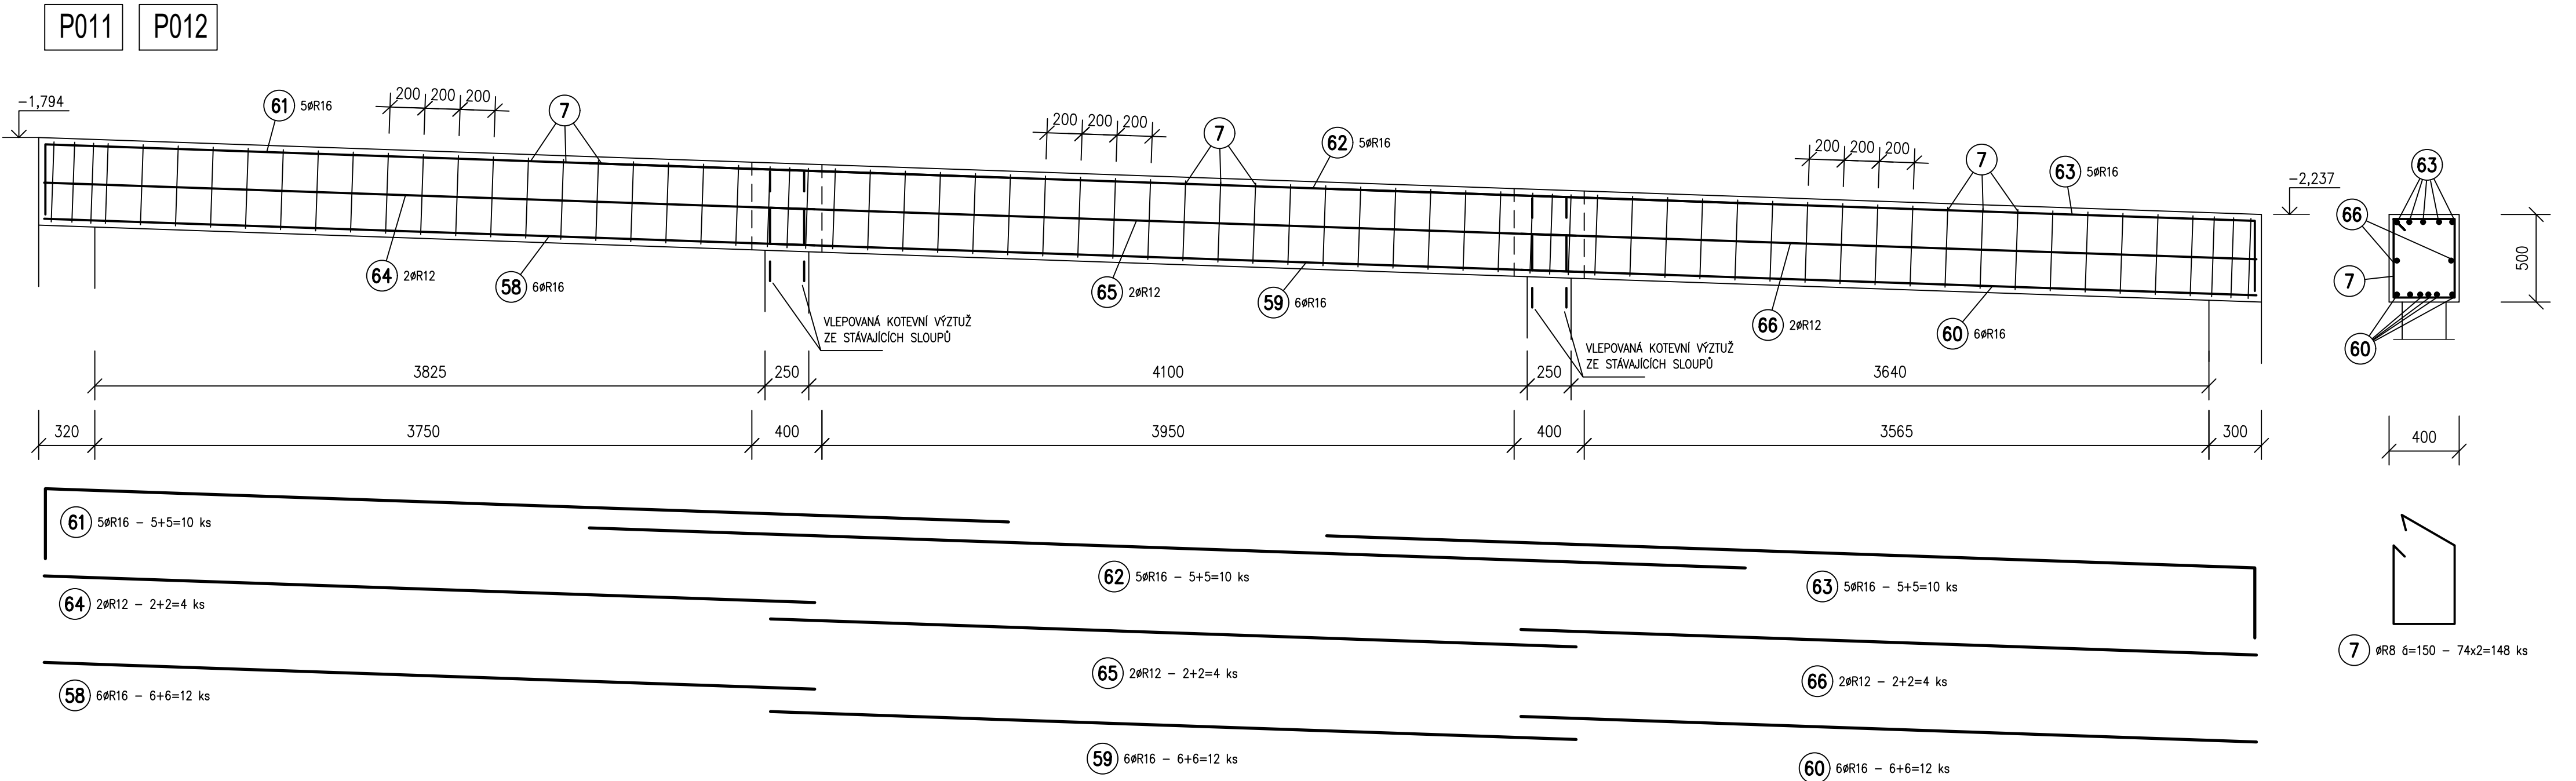 P011 P012
-1,794
61 5øR16
200 200 200
7
200 200 200
7
62 5øR16
200 200 200
7
63 5øR16
-2,237
63
66
7
60
500
64 2øR12
58 6øR16
65 2øR12
59 6øR16
66 2øR12
60 6øR16
VLEPOVANÁ KOTEVNÍ VÝZTUŽ
ZE STÁVAJÍCÍCH SLOUPŮ
VLEPOVANÁ KOTEVNÍ VÝZTUŽ
ZE STÁVAJÍCÍCH SLOUPŮ
3825 250 4100 250 3640
320 3750 400 3950 400 3565 300
400
61 5øR16 - 5+5=10 ks
62 5øR16 - 5+5=10 ks
63 5øR16 - 5+5=10 ks
64 2øR12 - 2+2=4 ks
65 2øR12 - 2+2=4 ks
66 2øR12 - 2+2=4 ks
7 øR8 á=150 - 74x2=148 ks
58 6øR16 - 6+6=12 ks
59 6øR16 - 6+6=12 ks
60 6øR16 - 6+6=12 ks